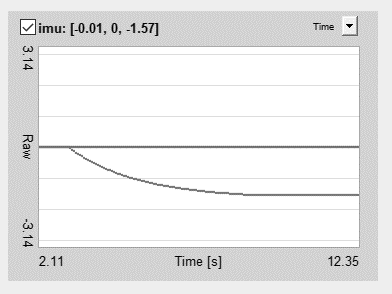 imu: [-0.01, 0, -1.57]
Time
3.14
Raw
-3.14
2.11 Time [s] 12.35